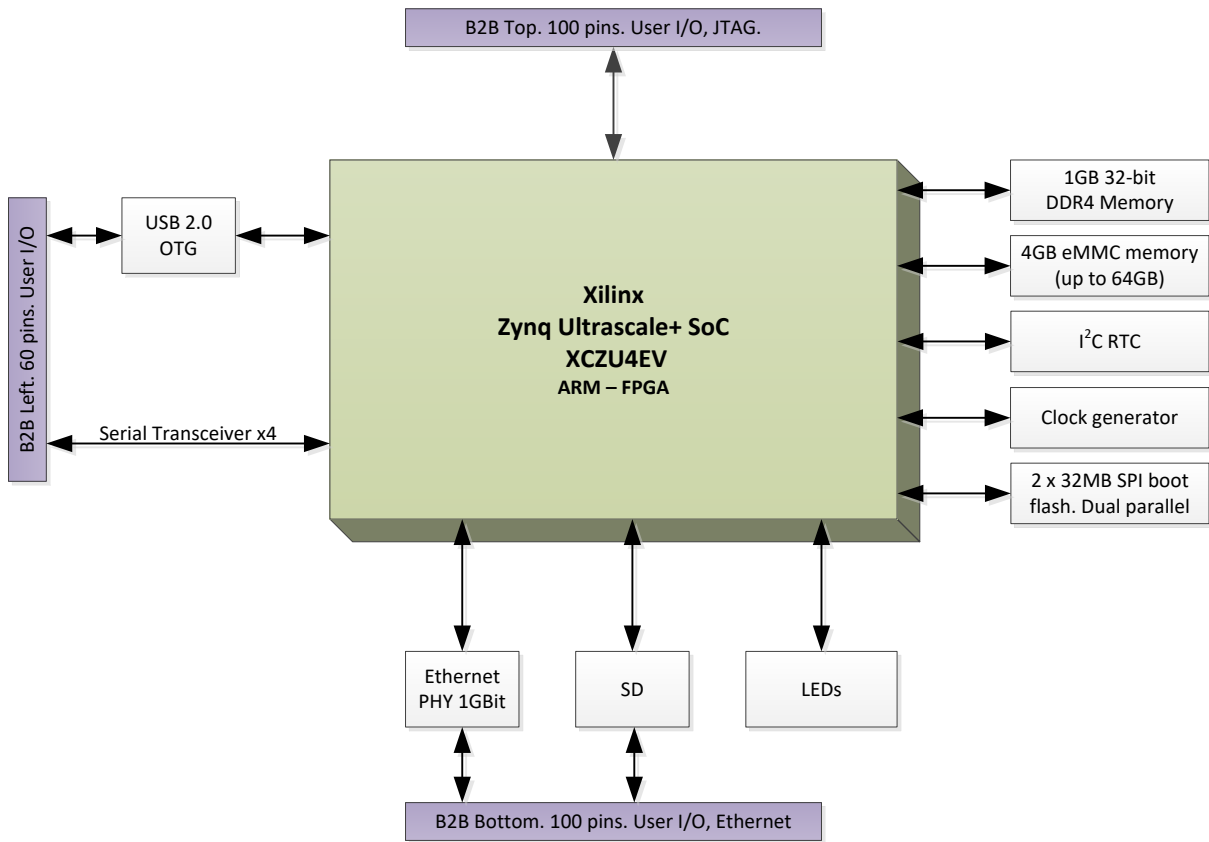 B2B Top. 100 pins. User I/O, JTAG.
B2B Left. 60 pins. User I/O
USB 2.0
OTG
Serial Transceiver x4
Xilinx
Zynq Ultrascale+ SoC
XCZU4EV
ARM – FPGA
1GB 32-bit
DDR4 Memory
4GB eMMC memory
(up to 64GB)
I²C RTC
Clock generator
2 x 32MB SPI boot
flash. Dual parallel
Ethernet
PHY 1GBit
SD
LEDs
B2B Bottom. 100 pins. User I/O, Ethernet